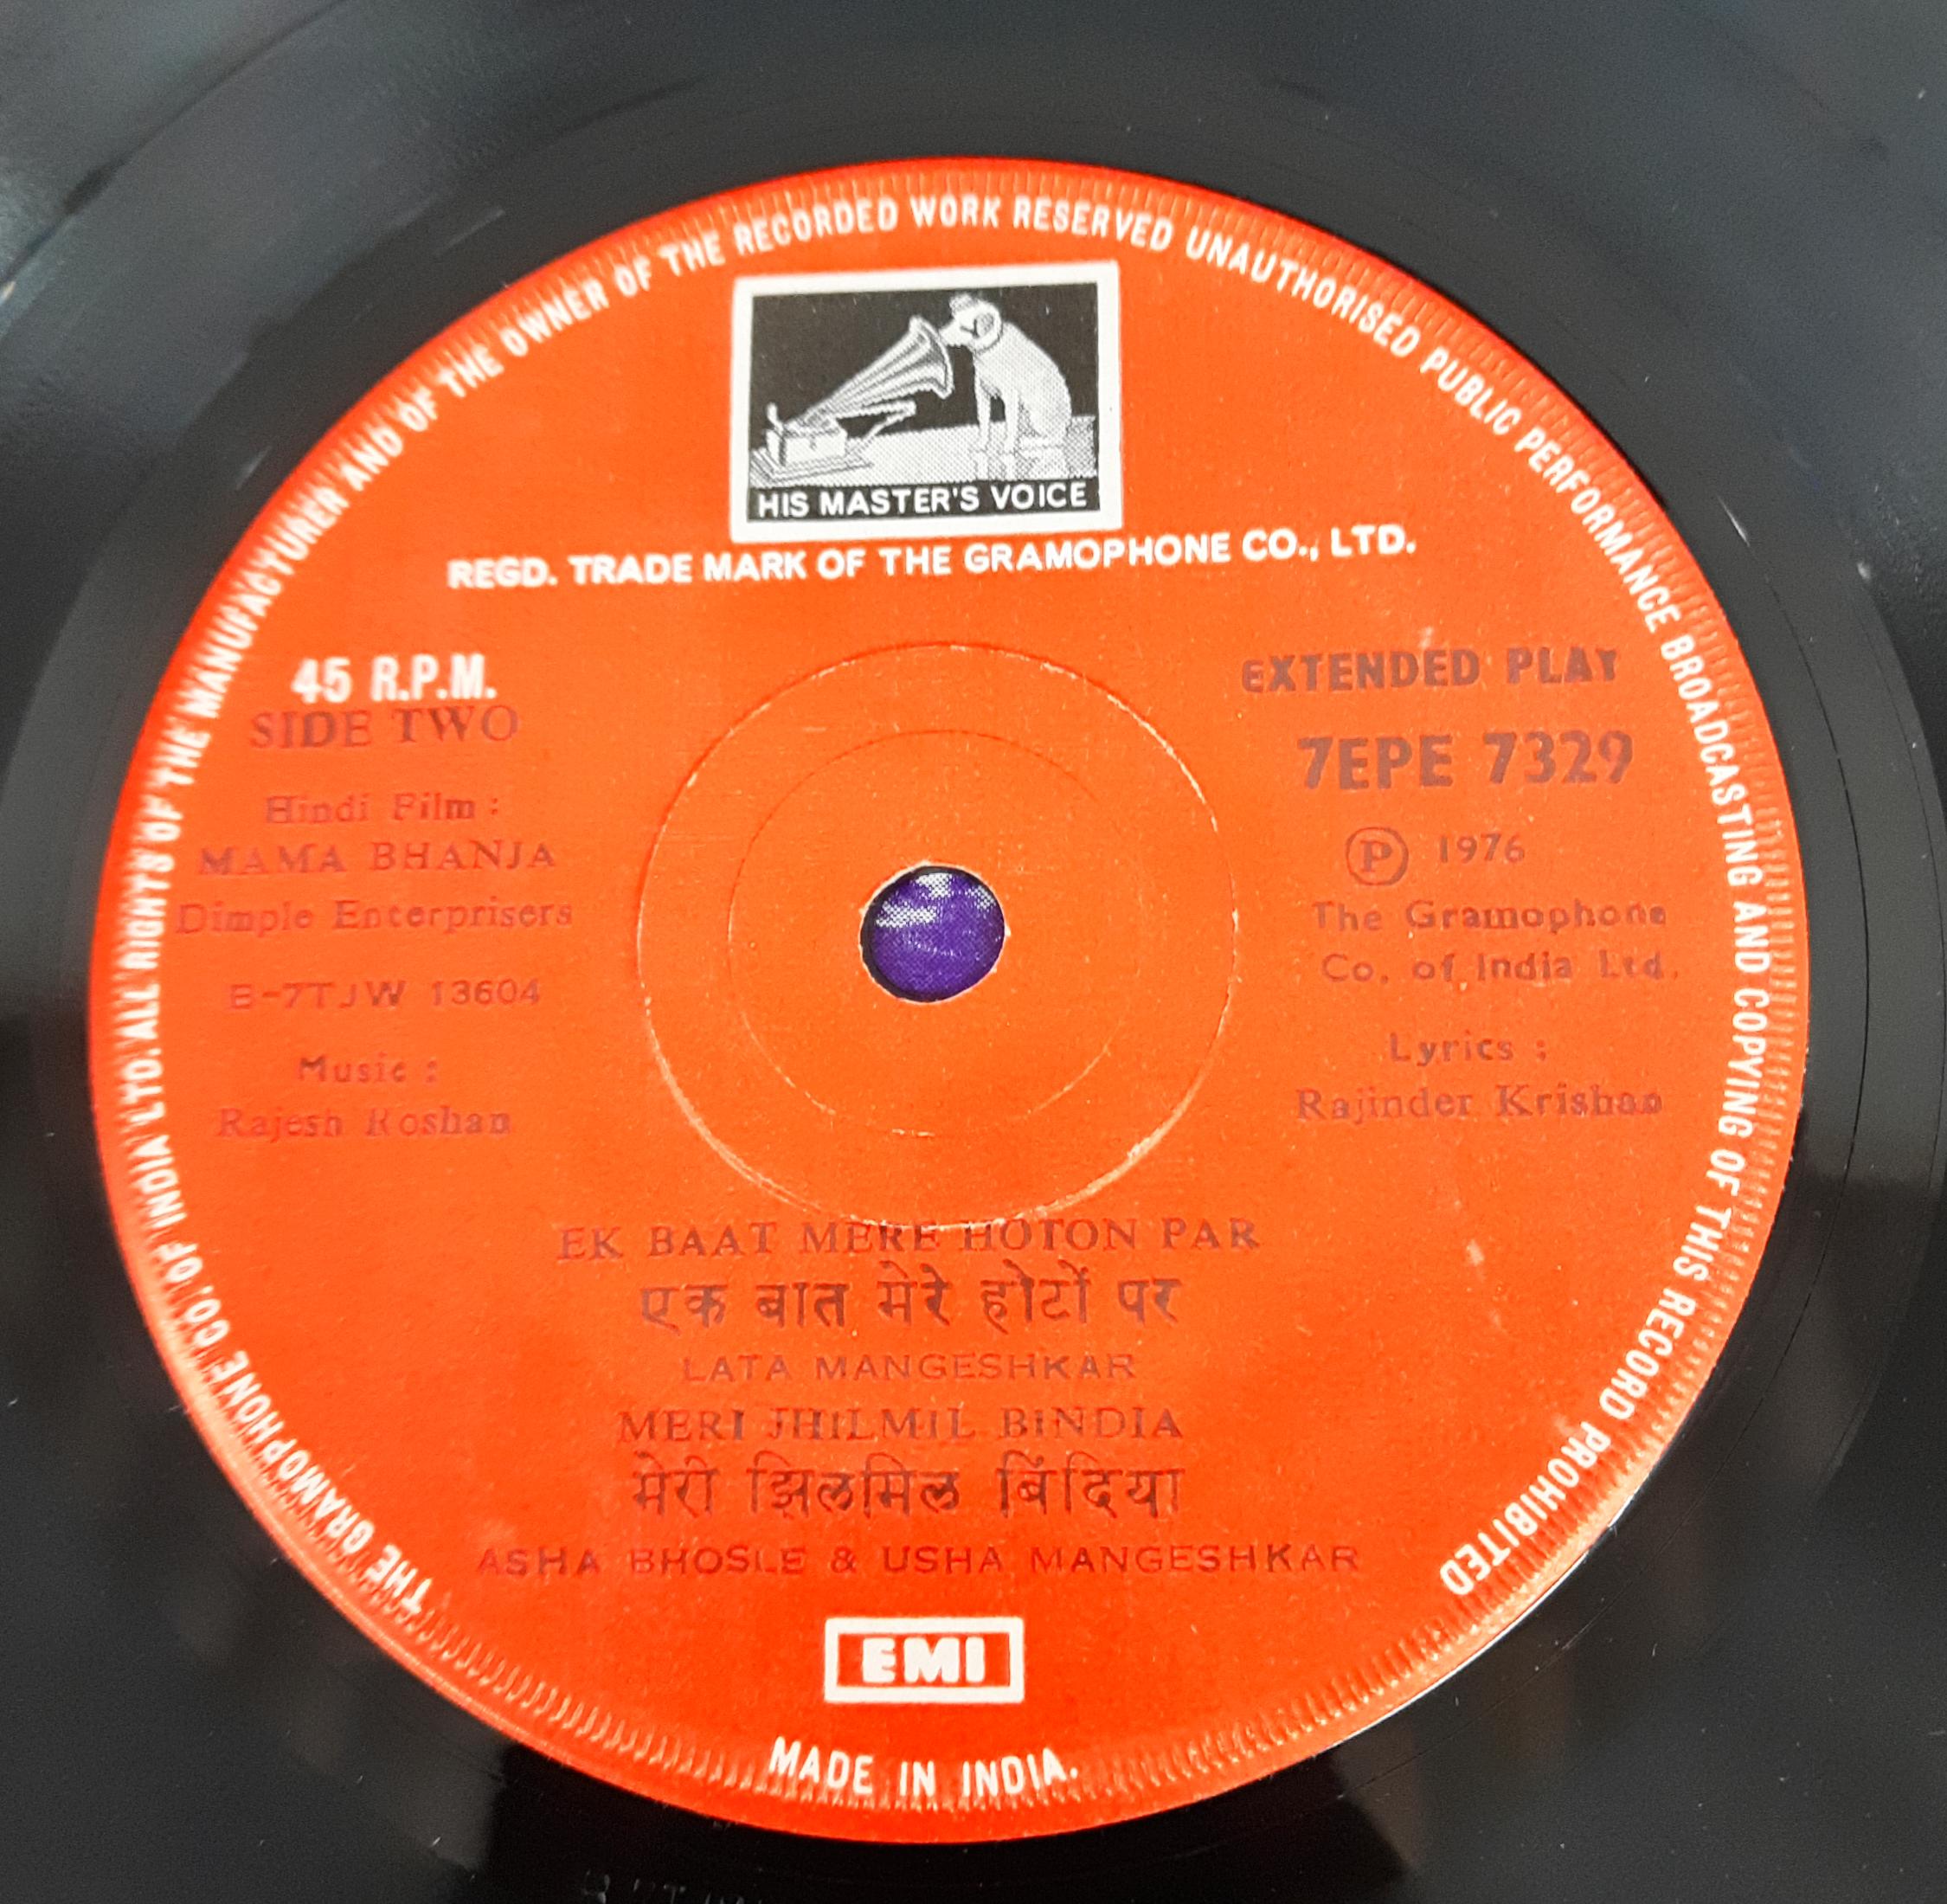 THE GRAMOPHONE CO. OF INDIA LTD. ALL RIGHTS OF THE MANUFACTURER AND OF THE OWNER OF THE RECORDED WORK RESERVED UNAUTHORISED PUBLIC PERFORMANCE BROADCASTING AND COPYING OF THIS RECORD PROHIBITED
HIS MASTER'S VOICE
REGD. TRADE MARK OF THE GRAMOPHONE CO., LTD.
45 R.P.M.
SIDE TWO
Hindi Film :
MAMA BHANJA
Dimple Enterprisers
B-7TJW 13604
Music :
Rajesh Roshan
EXTENDED PLAY
7EPE 7329
Ⓟ 1976
The Gramophone
Co. of India Ltd.
Lyrics :
Rajinder Krishan
EK BAAT MERE HOTON PAR
एक बात मेरे होटों पर
LATA MANGESHKAR
MERI JHILMIL BINDIA
मेरी झिलमिल बिंदिया
ASHA BHOSLE & USHA MANGESHKAR
EMI
MADE IN INDIA.